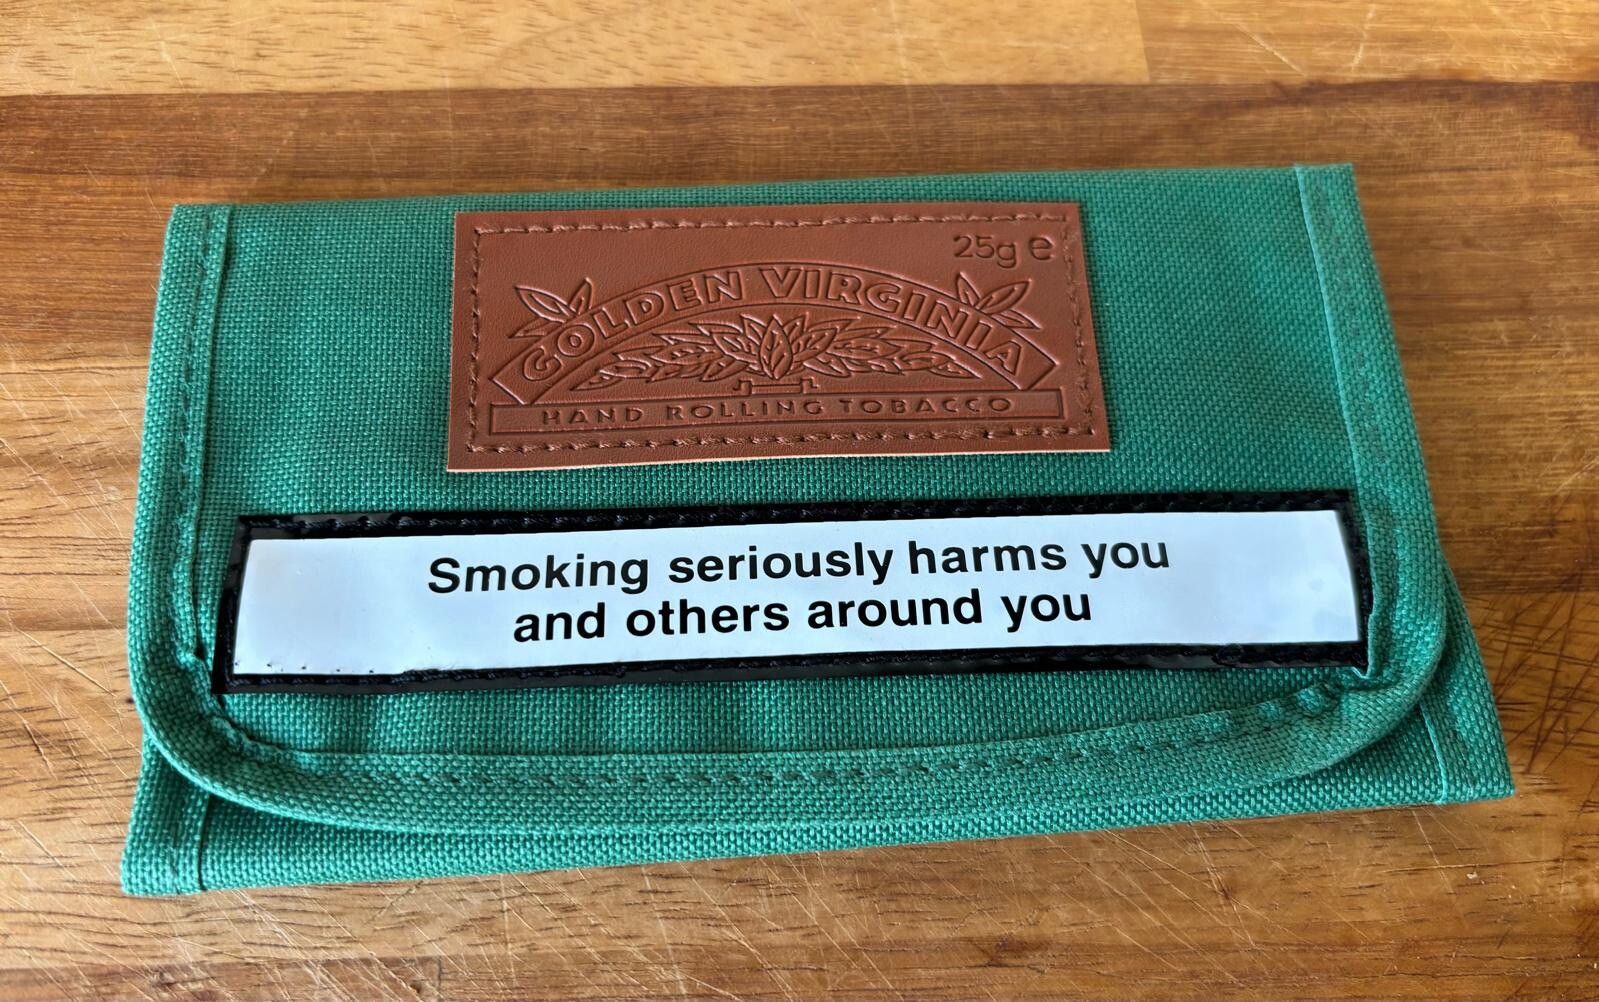 25g e
GOLDEN VIRGINIA
HAND ROLLING TOBACCO
Smoking seriously harms you
and others around you